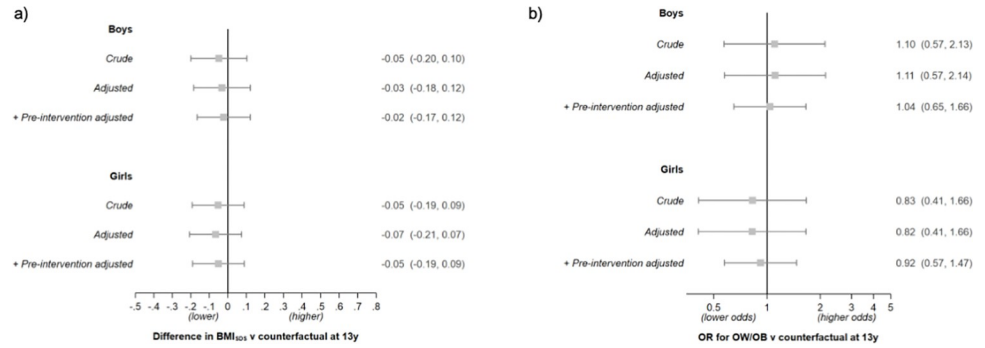 a)
Boys
Crude -0.05 (-0.20, 0.10)
Adjusted -0.03 (-0.18, 0.12)
+ Pre-intervention adjusted -0.02 (-0.17, 0.12)
Girls
Crude -0.05 (-0.19, 0.09)
Adjusted -0.07 (-0.21, 0.07)
+ Pre-intervention adjusted -0.05 (-0.19, 0.09)
-.5 -.4 -.3 -.2 -.1 0 .1 .2 .3 .4 .5 .6 .7 .8
(lower) (higher)
Difference in BMISDS v counterfactual at 13y
b)
Boys
Crude 1.10 (0.57, 2.13)
Adjusted 1.11 (0.57, 2.14)
+ Pre-intervention adjusted 1.04 (0.65, 1.66)
Girls
Crude 0.83 (0.41, 1.66)
Adjusted 0.82 (0.41, 1.66)
+ Pre-intervention adjusted 0.92 (0.57, 1.47)
0.5 1 2 3 4 5
(lower odds) (higher odds)
OR for OW/OB v counterfactual at 13y